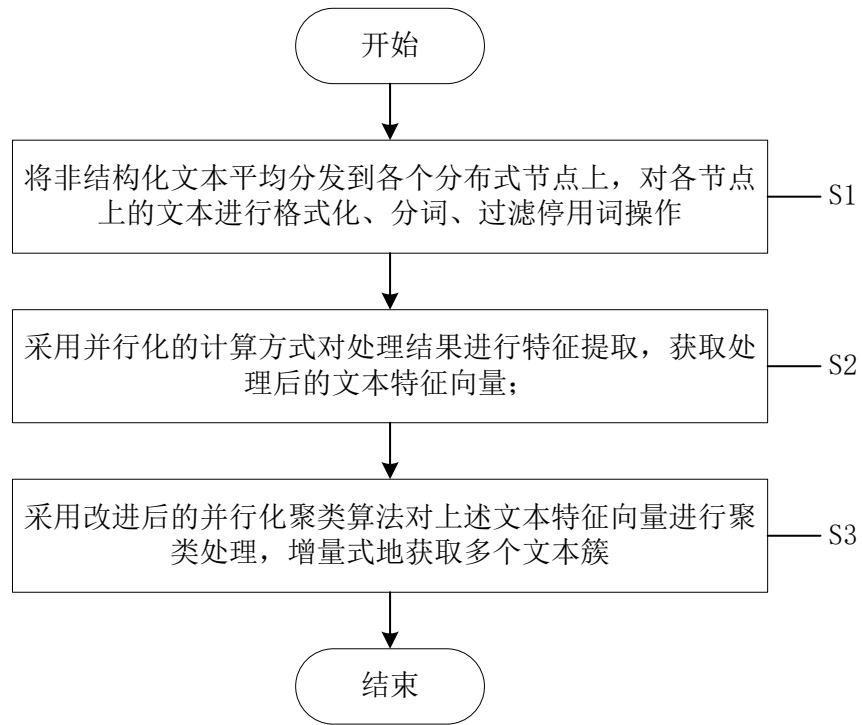 开始
将非结构化文本平均分发到各个分布式节点上，对各节点
上的文本进行格式化、分词、过滤停用词操作
S1
采用并行化的计算方式对处理结果进行特征提取，获取处
理后的文本特征向量；
S2
采用改进后的并行化聚类算法对上述文本特征向量进行聚
类处理，增量式地获取多个文本簇
S3
结束